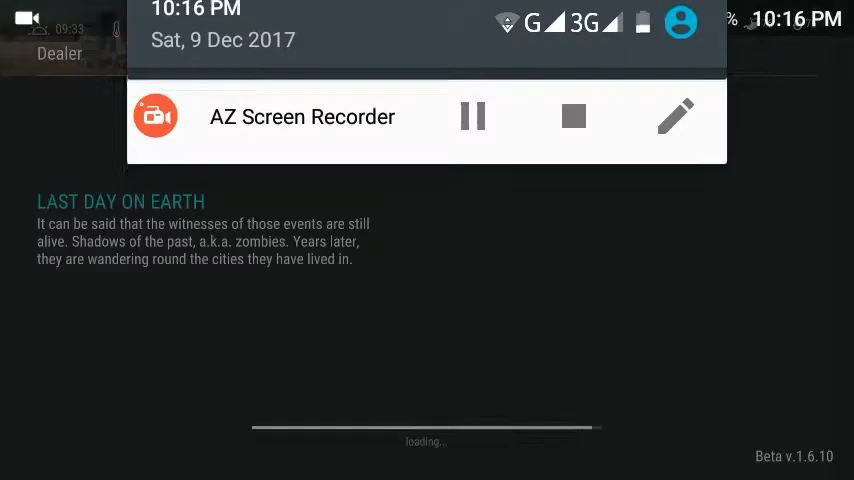 10:16 PM
Sat, 9 Dec 2017
G 3G
% 10:16 PM
09:33
Dealer
AZ Screen Recorder
LAST DAY ON EARTH
It can be said that the witnesses of those events are still
alive. Shadows of the past, a.k.a. zombies. Years later,
they are wandering round the cities they have lived in.
loading...
Beta v.1.6.10